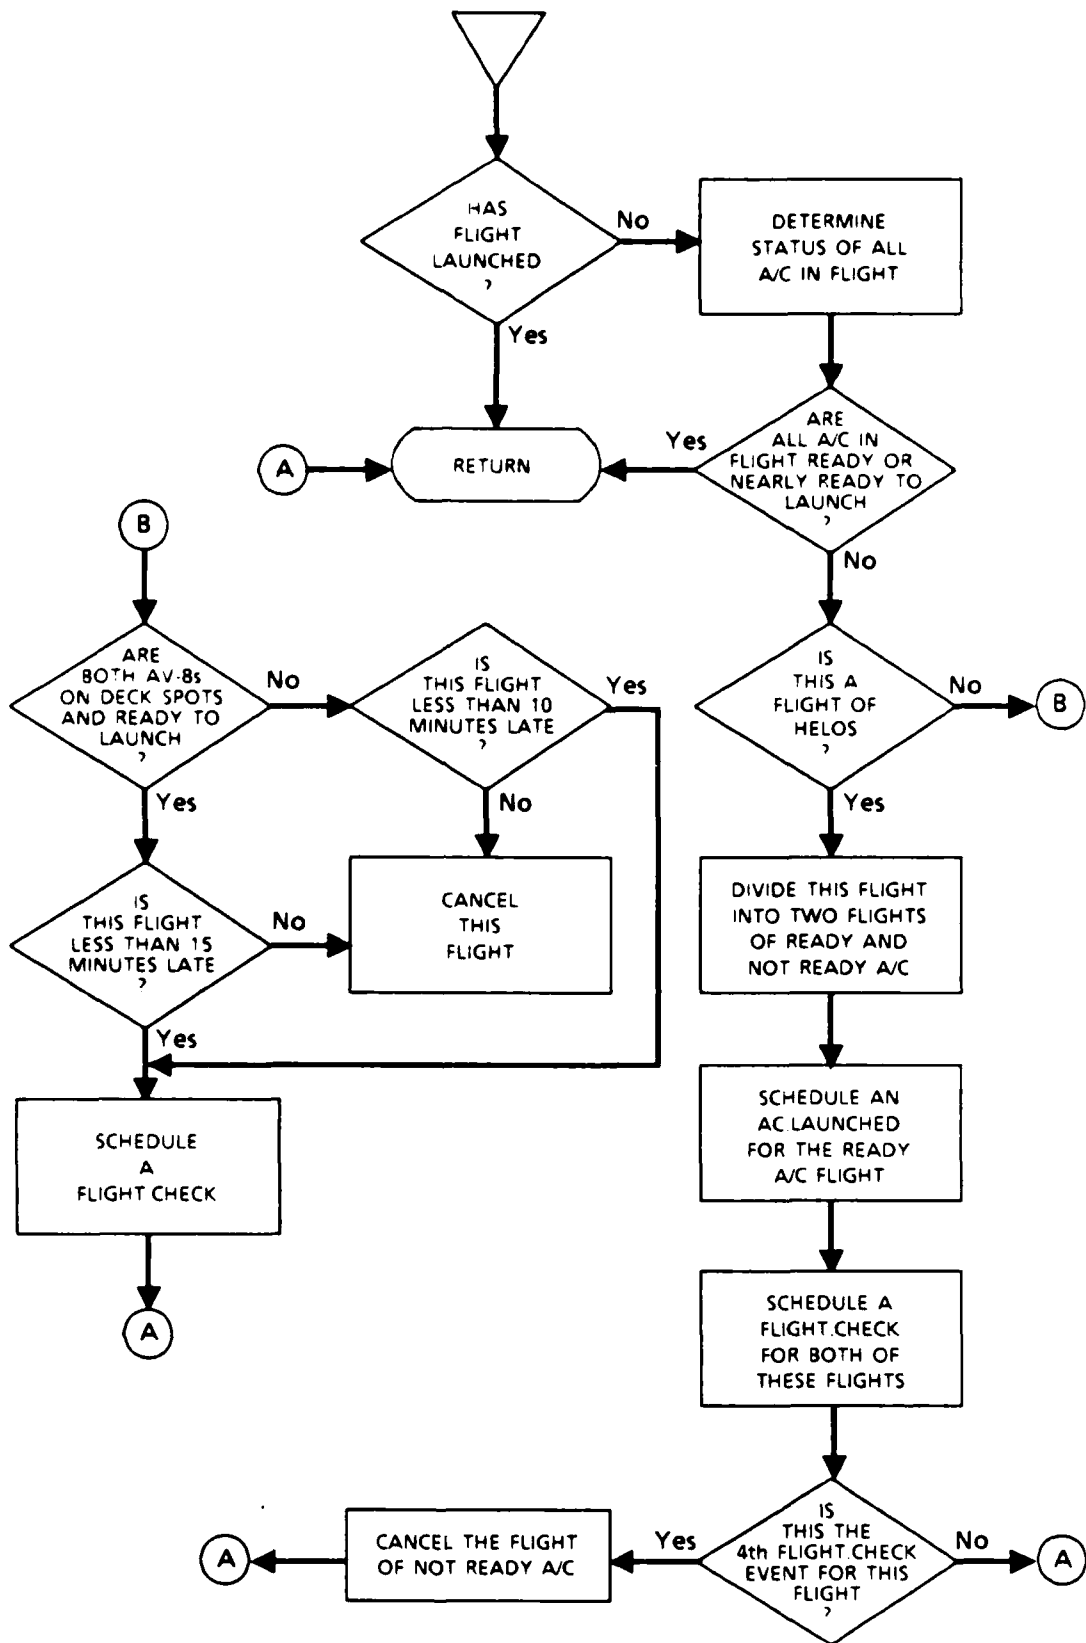 HAS
FLIGHT
LAUNCHED
?
No
DETERMINE
STATUS OF ALL
A/C IN FLIGHT
Yes
A
RETURN
Yes
ARE
ALL A/C IN
FLIGHT READY OR
NEARLY READY TO
LAUNCH
?
No
B
ARE
BOTH AV-8s
ON DECK SPOTS
AND READY TO
LAUNCH
?
No
IS
THIS FLIGHT
LESS THAN 10
MINUTES LATE
?
Yes
IS
THIS A
FLIGHT OF
HELOS
?
No
B
Yes
No
Yes
IS
THIS FLIGHT
LESS THAN 15
MINUTES LATE
?
No
CANCEL
THIS
FLIGHT
DIVIDE THIS FLIGHT
INTO TWO FLIGHTS
OF READY AND
NOT READY A/C
Yes
SCHEDULE
A
FLIGHT.CHECK
SCHEDULE AN
AC.LAUNCHED
FOR THE READY
A/C FLIGHT
A
SCHEDULE A
FLIGHT.CHECK
FOR BOTH OF
THESE FLIGHTS
A
CANCEL THE FLIGHT
OF NOT READY A/C
Yes
IS
THIS THE
4th FLIGHT.CHECK
EVENT FOR THIS
FLIGHT
?
No
A